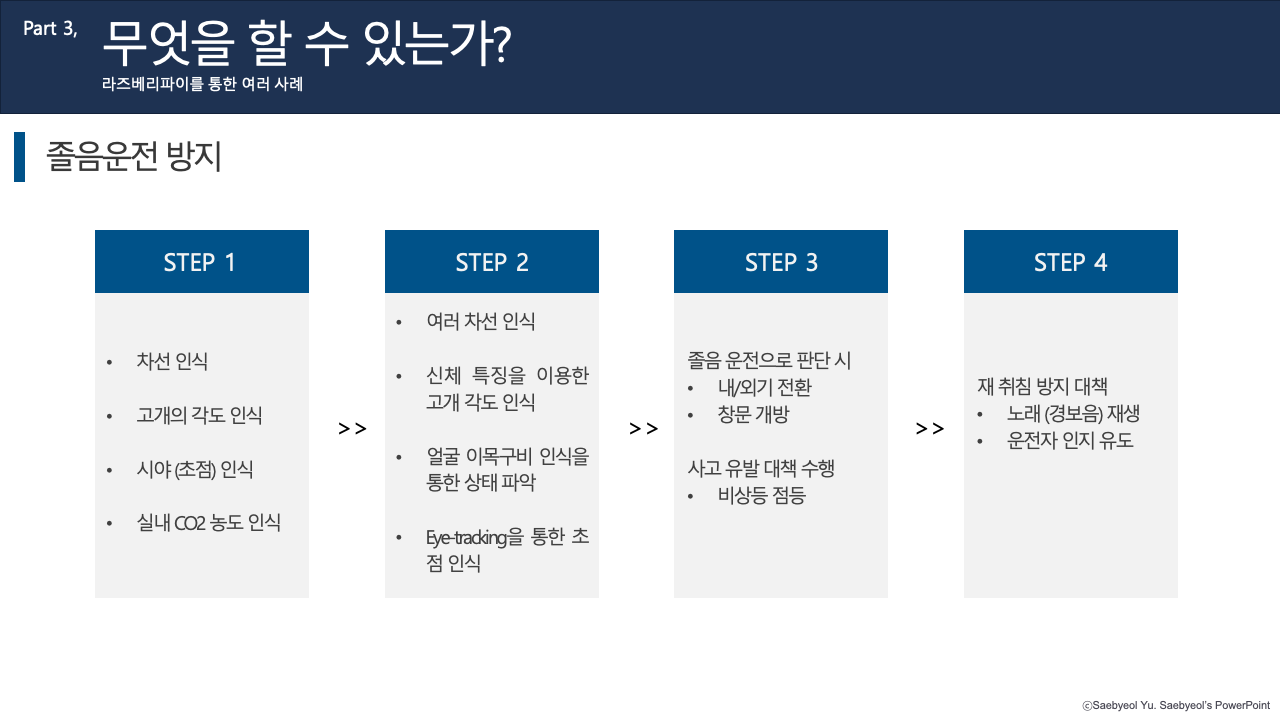 Part 3,
무엇을 할 수 있는가?
라즈베리파이를 통한 여러 사례
졸음운전 방지
STEP 1
• 차선 인식
• 고개의 각도 인식
• 시야 (초점) 인식
• 실내 CO2 농도 인식
>>
STEP 2
• 여러 차선 인식
• 신체 특징을 이용한
고개 각도 인식
• 얼굴 이목구비 인식을
통한 상태 파악
• Eye-tracking을 통한 초
점 인식
>>
STEP 3
졸음 운전으로 판단 시
• 내/외기 전환
• 창문 개방
사고 유발 대책 수행
• 비상등 점등
>>
STEP 4
재 취침 방지 대책
• 노래 (경보음) 재생
• 운전자 인지 유도
ⓒSaebyeol Yu. Saebyeol's PowerPoint